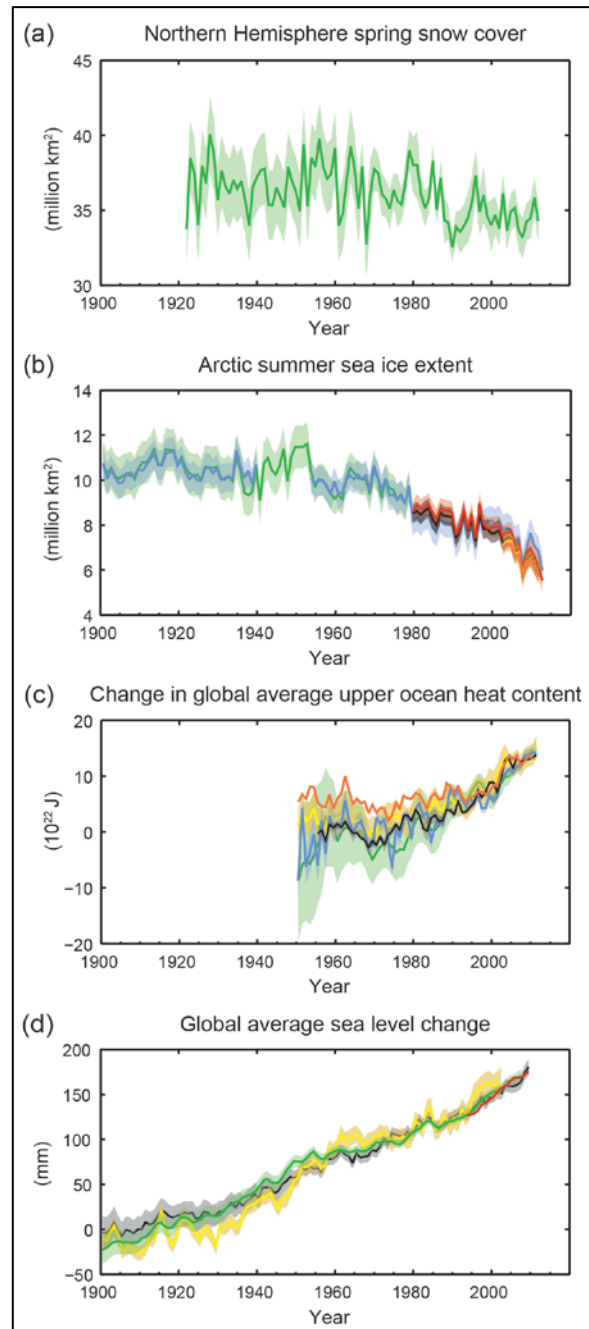 (a) Northern Hemisphere spring snow cover
(million km²)
45
40
35
30
1900 1920 1940 1960 1980 2000
Year
(b) Arctic summer sea ice extent
(million km²)
14
12
10
8
6
4
1900 1920 1940 1960 1980 2000
Year
(c) Change in global average upper ocean heat content
(10²² J)
20
10
0
−10
−20
1900 1920 1940 1960 1980 2000
Year
(d) Global average sea level change
(mm)
200
150
100
50
0
−50
1900 1920 1940 1960 1980 2000
Year